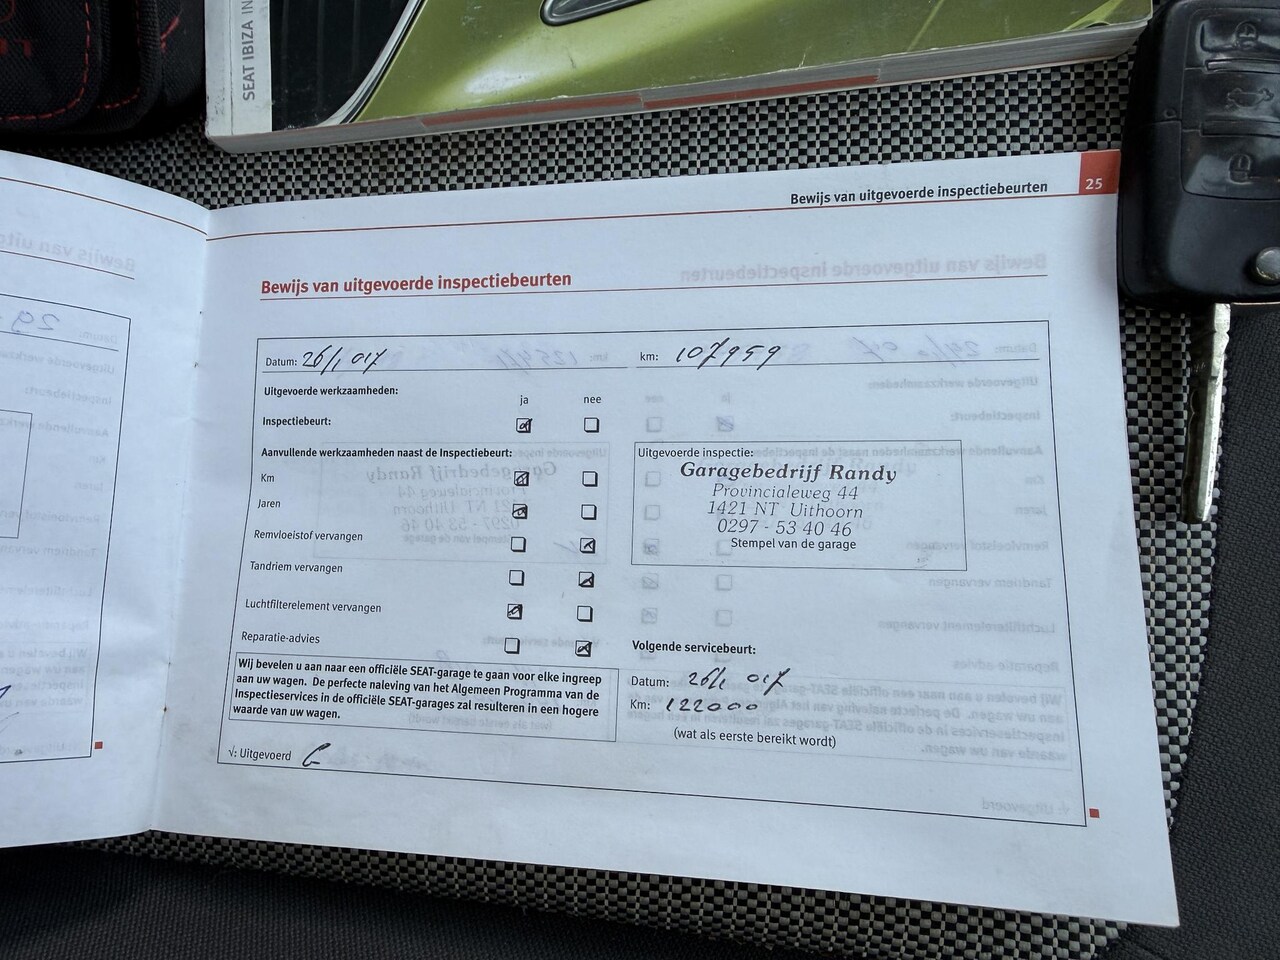 SEAT IBIZA IN
Bewijs van uitgevoerde inspectiebeurten 25
Bewijs van uitgevoerde inspectiebeurten
Datum: 26/1 017 km: 107959
Uitgevoerde werkzaamheden:
ja nee
Inspectiebeurt:
Aanvullende werkzaamheden naast de Inspectiebeurt:
Km
Jaren
Remvloeistof vervangen
Tandriem vervangen
Luchtfilterelement vervangen
Reparatie-advies
Uitgevoerde inspectie:
Garagebedrijf Randy
Provincialeweg 44
1421 NT Uithoorn
0297 - 53 40 46
Stempel van de garage
Wij bevelen u aan naar een officiële SEAT-garage te gaan voor elke ingreep
aan uw wagen. De perfecte naleving van het Algemeen Programma van de
Inspectieservices in de officiële SEAT-garages zal resulteren in een hogere
waarde van uw wagen.
Volgende servicebeurt:
Datum: 26/1 017
Km: 122000
(wat als eerste bereikt wordt)
√: Uitgevoerd